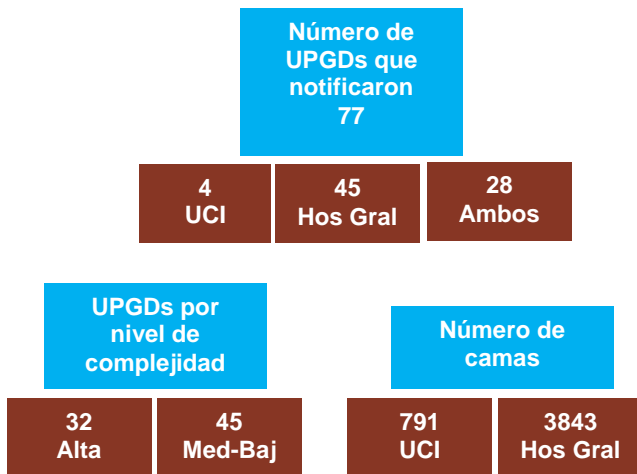 Número de
UPGDs que
notificaron
77
4
UCI
45
Hos Gral
28
Ambos
UPGDs por
nivel de
complejidad
32
Alta
45
Med-Baj
Número de
camas
791
UCI
3843
Hos Gral